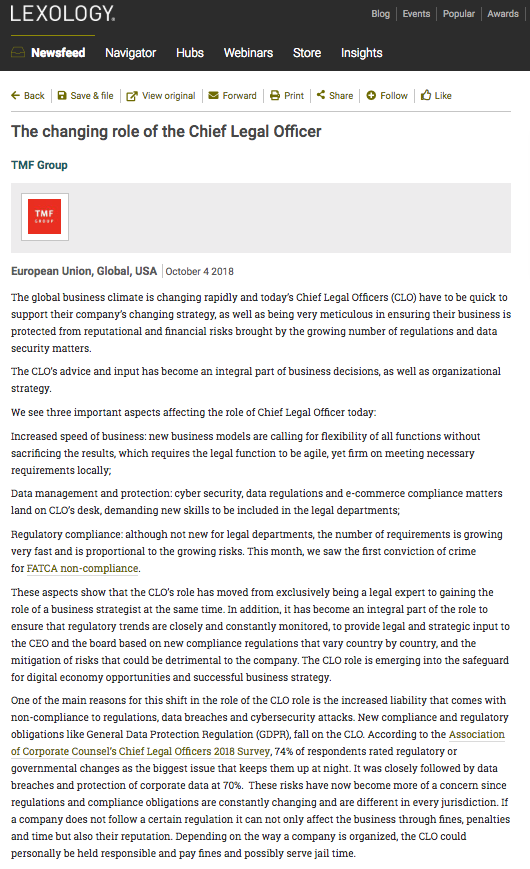 LEXOLOGY.
Blog Events Popular Awards
Newsfeed Navigator Hubs Webinars Store Insights
Back Save & file View original Forward Print Share Follow Like
The changing role of the Chief Legal Officer
TMF Group
TMF
GROUP
European Union, Global, USA October 4 2018
The global business climate is changing rapidly and today's Chief Legal Officers (CLO) have to be quick to
support their company's changing strategy, as well as being very meticulous in ensuring their business is
protected from reputational and financial risks brought by the growing number of regulations and data
security matters.
The CLO's advice and input has become an integral part of business decisions, as well as organizational
strategy.
We see three important aspects affecting the role of Chief Legal Officer today:
Increased speed of business: new business models are calling for flexibility of all functions without
sacrificing the results, which requires the legal function to be agile, yet firm on meeting necessary
requirements locally;
Data management and protection: cyber security, data regulations and e-commerce compliance matters
land on CLO's desk, demanding new skills to be included in the legal departments;
Regulatory compliance: although not new for legal departments, the number of requirements is growing
very fast and is proportional to the growing risks. This month, we saw the first conviction of crime
for FATCA non-compliance.
These aspects show that the CLO's role has moved from exclusively being a legal expert to gaining the
role of a business strategist at the same time. In addition, it has become an integral part of the role to
ensure that regulatory trends are closely and constantly monitored, to provide legal and strategic input to
the CEO and the board based on new compliance regulations that vary country by country, and the
mitigation of risks that could be detrimental to the company. The CLO role is emerging into the safeguard
for digital economy opportunities and successful business strategy.
One of the main reasons for this shift in the role of the CLO role is the increased liability that comes with
non-compliance to regulations, data breaches and cybersecurity attacks. New compliance and regulatory
obligations like General Data Protection Regulation (GDPR), fall on the CLO. According to the Association
of Corporate Counsel's Chief Legal Officers 2018 Survey, 74% of respondents rated regulatory or
governmental changes as the biggest issue that keeps them up at night. It was closely followed by data
breaches and protection of corporate data at 70%. These risks have now become more of a concern since
regulations and compliance obligations are constantly changing and are different in every jurisdiction. If
a company does not follow a certain regulation it can not only affect the business through fines, penalties
and time but also their reputation. Depending on the way a company is organized, the CLO could
personally be held responsible and pay fines and possibly serve jail time.